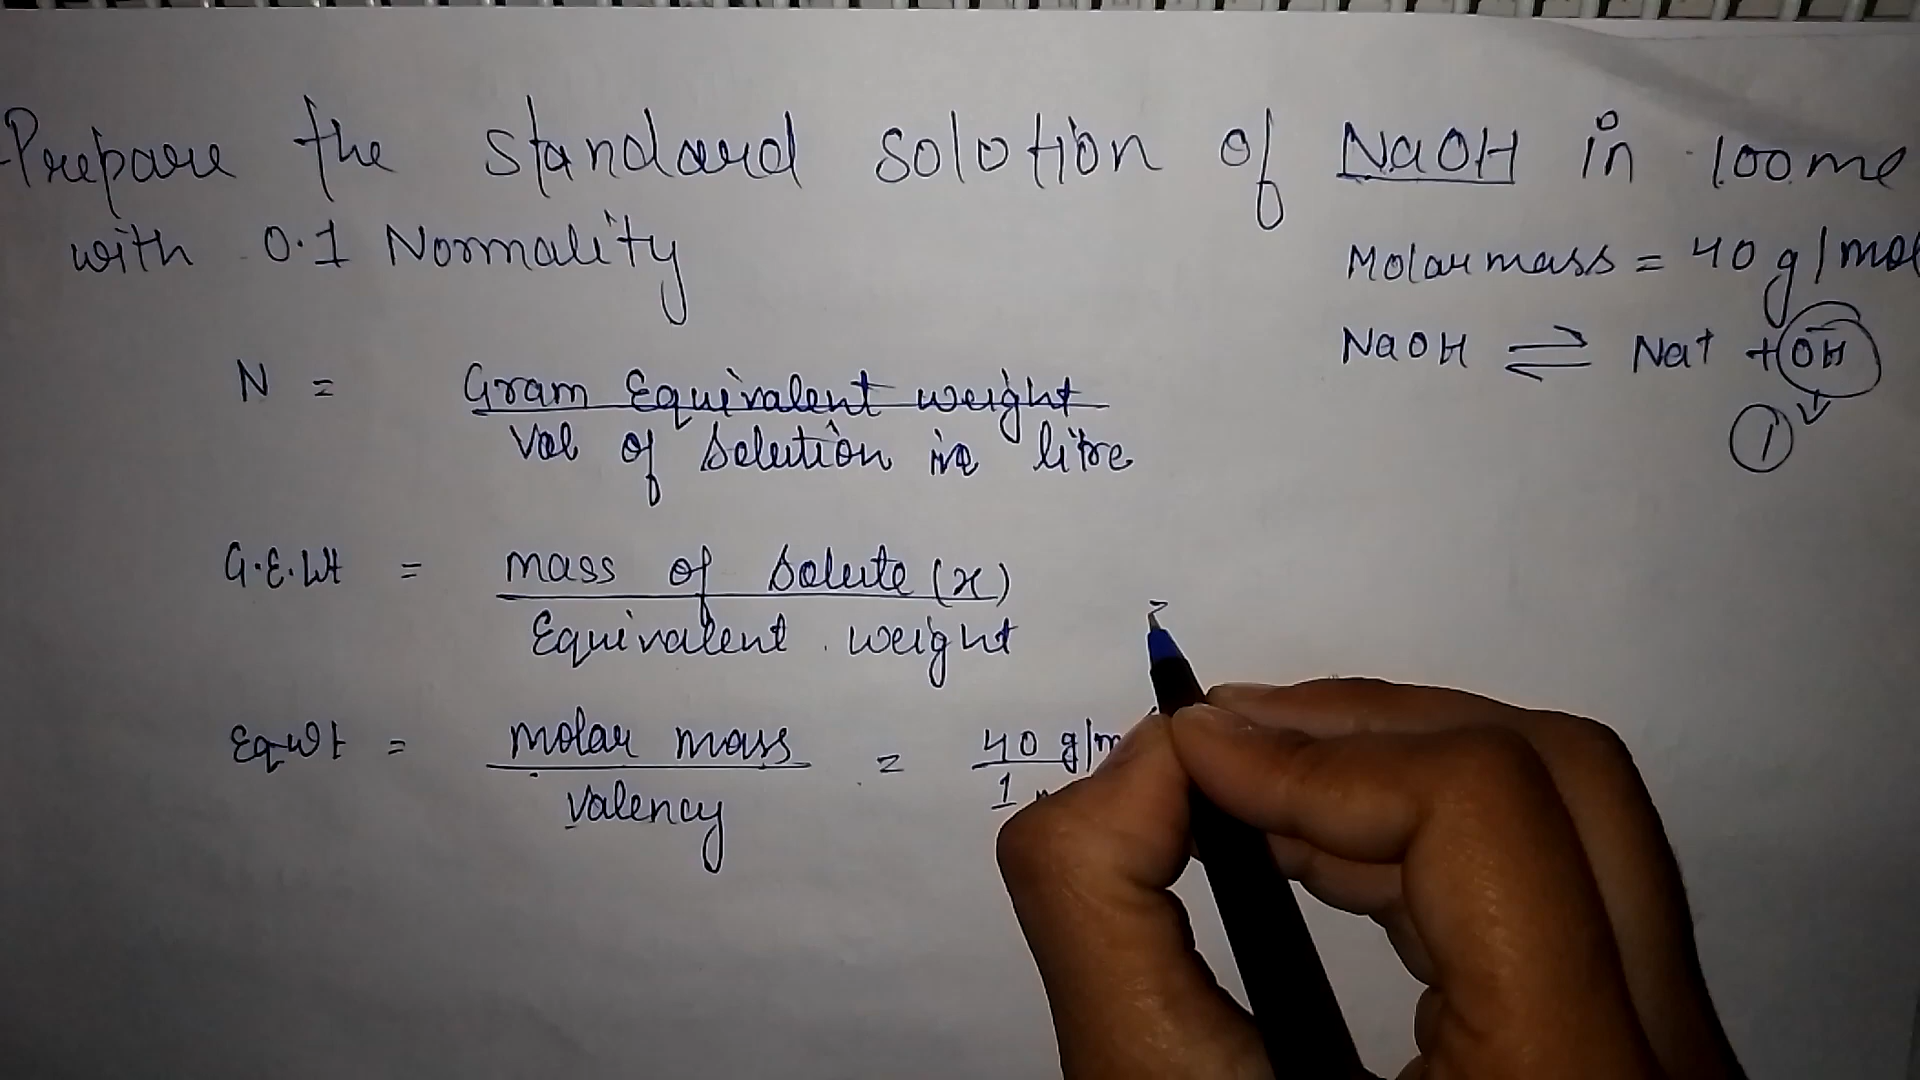 Prepare the standard solution of NaOH in 100ml
with 0.1 Normality
Molar mass = 40 g/mol
NaOH ⇌ Na+ + OH
1
N = Gram Equivalent weight
Vol of solution in litre
G.E.Wt = mass of solute (x)
Equivalent weight
Eq wt = molar mass = 40 g/m
valency 1